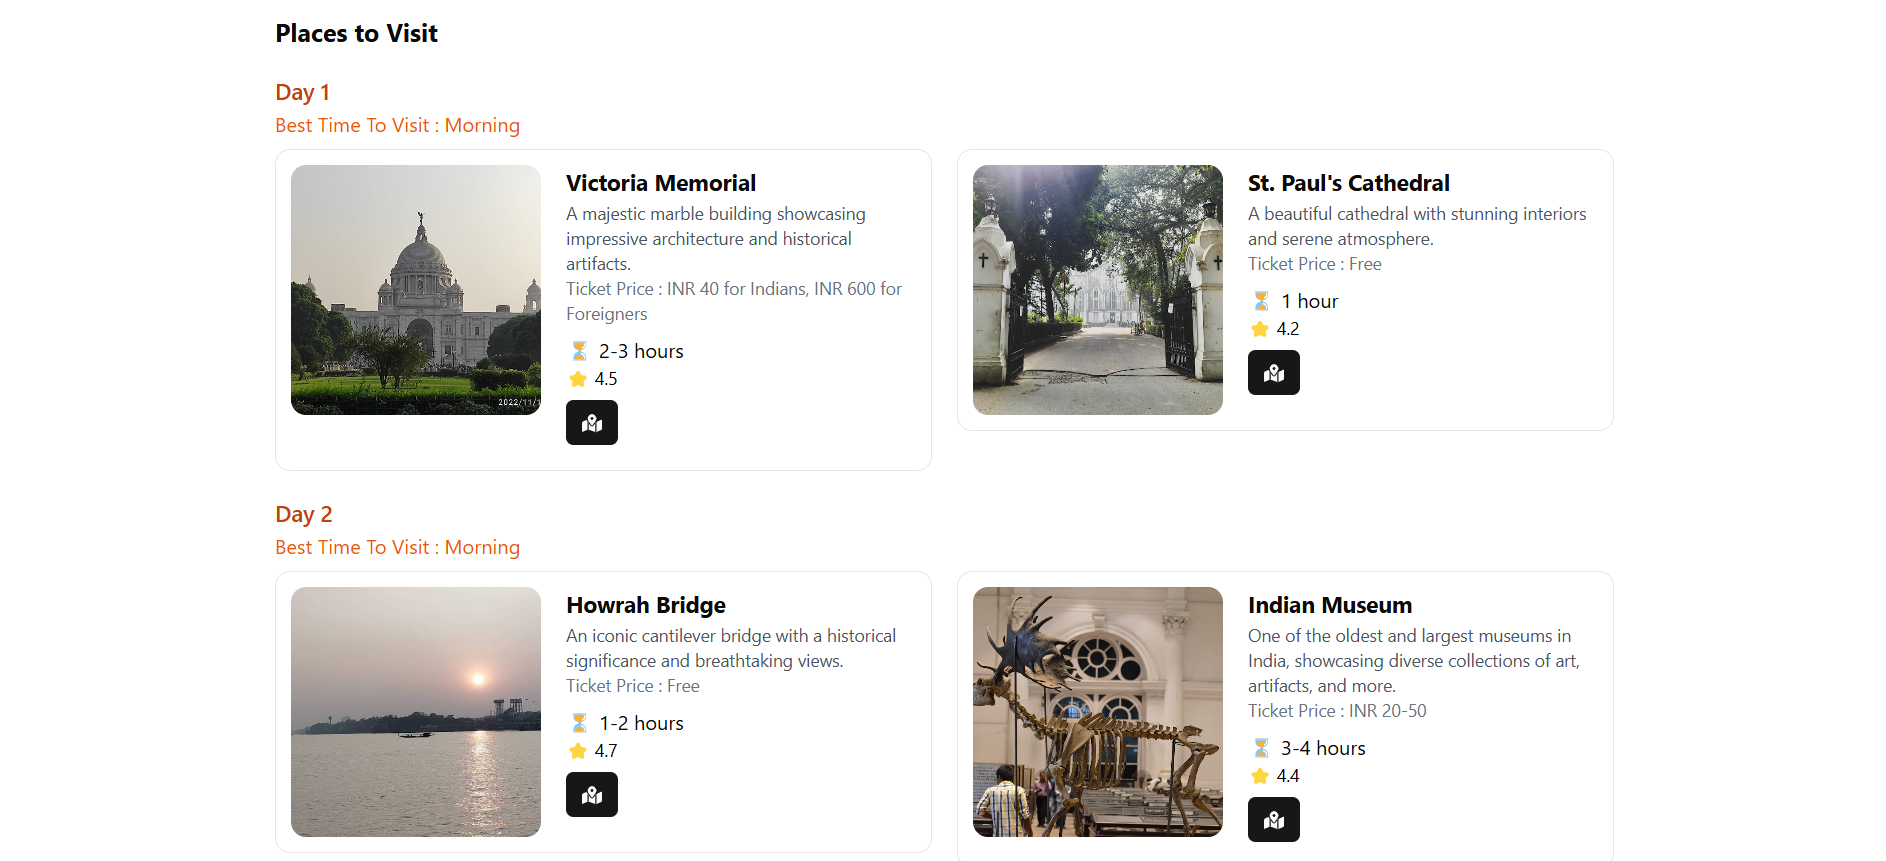 Places to Visit
Day 1
Best Time To Visit : Morning
Victoria Memorial
A majestic marble building showcasing
impressive architecture and historical
artifacts.
Ticket Price : INR 40 for Indians, INR 600 for
Foreigners
2-3 hours
4.5
2022/11/1
St. Paul's Cathedral
A beautiful cathedral with stunning interiors
and serene atmosphere.
Ticket Price : Free
1 hour
4.2
Day 2
Best Time To Visit : Morning
Howrah Bridge
An iconic cantilever bridge with a historical
significance and breathtaking views.
Ticket Price : Free
1-2 hours
4.7
Indian Museum
One of the oldest and largest museums in
India, showcasing diverse collections of art,
artifacts, and more.
Ticket Price : INR 20-50
3-4 hours
4.4